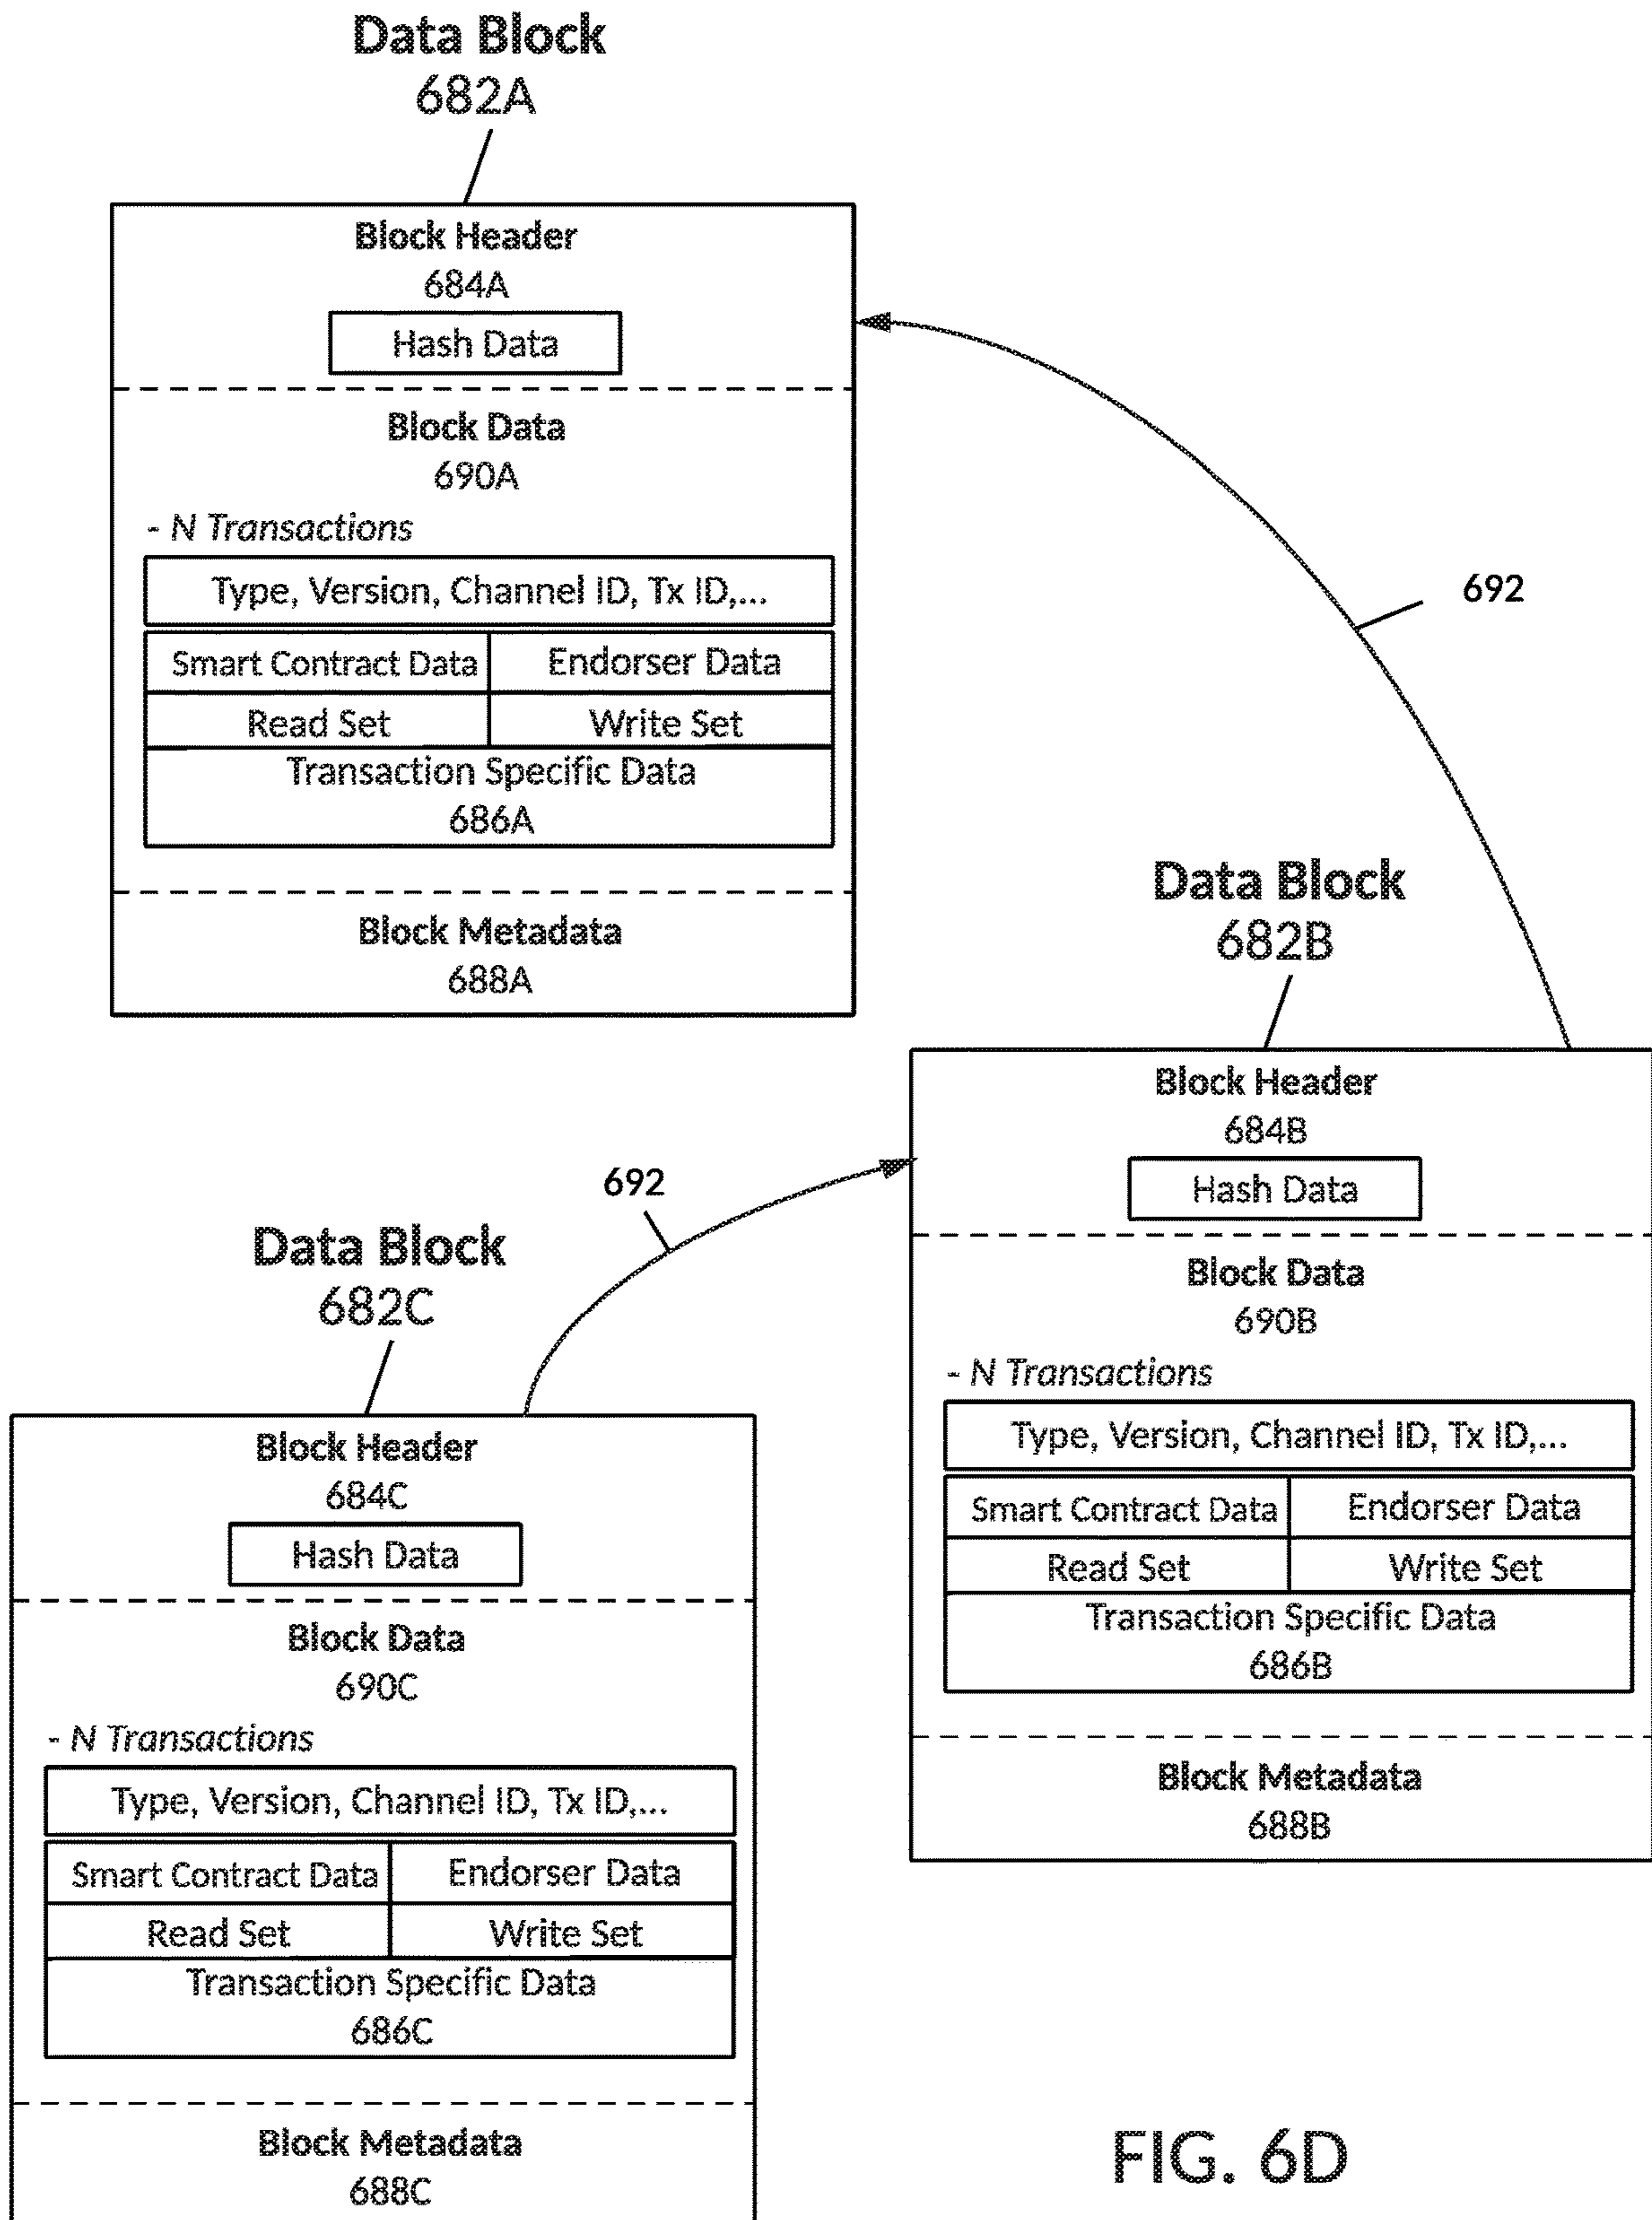 Data Block
682A
Block Header
684A
Hash Data
Block Data
690A
- N Transactions
Type, Version, Channel ID, Tx ID,...
Smart Contract Data
Endorser Data
Read Set
Write Set
Transaction Specific Data
686A
Block Metadata
688A
692
Data Block
682B
Block Header
684B
Hash Data
Block Data
690B
- N Transactions
Type, Version, Channel ID, Tx ID,...
Smart Contract Data
Endorser Data
Read Set
Write Set
Transaction Specific Data
686B
Block Metadata
688B
692
Data Block
682C
Block Header
684C
Hash Data
Block Data
690C
- N Transactions
Type, Version, Channel ID, Tx ID,...
Smart Contract Data
Endorser Data
Read Set
Write Set
Transaction Specific Data
686C
Block Metadata
688C
FIG. 6D